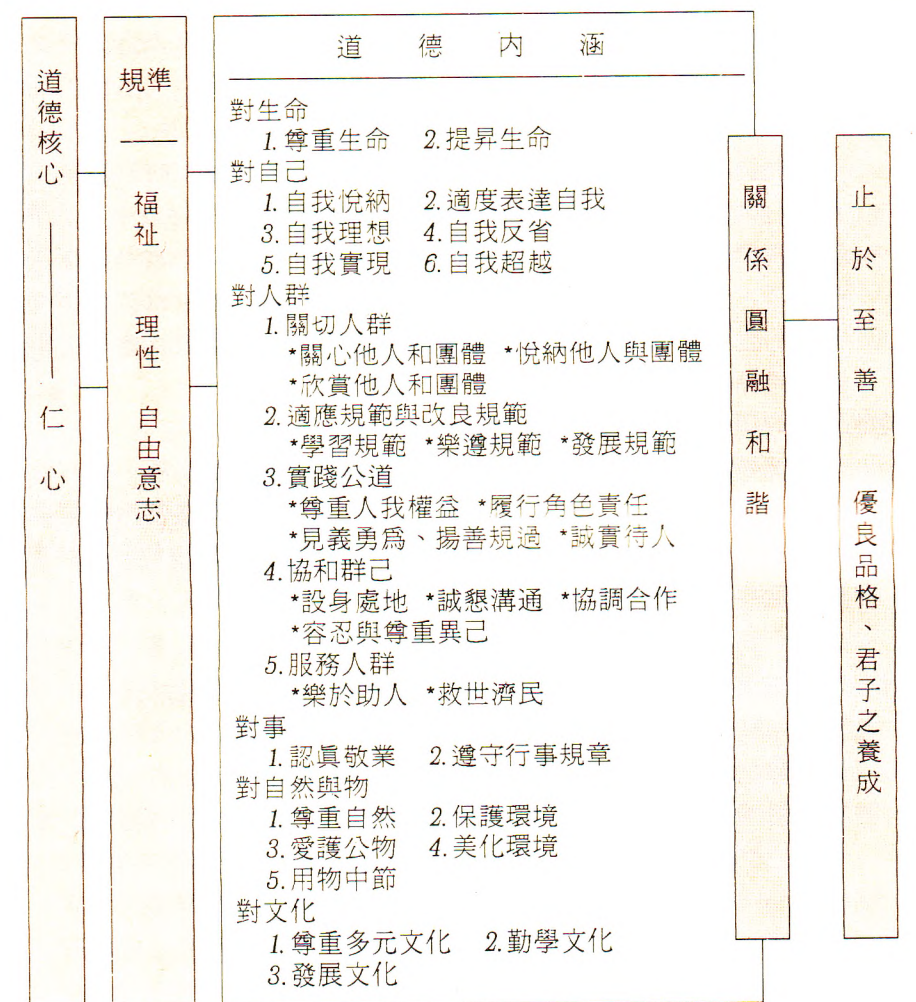 道德核心 仁心
規準 福祉 理性 自由意志
道德內涵
對生命
1.尊重生命 2.提昇生命
對自己
1.自我悅納 2.適度表達自我
3.自我理想 4.自我反省
5.自我實現 6.自我超越
對人群
1.關切人群
*關心他人和團體 *悅納他人與團體
*欣賞他人和團體
2.適應規範與改良規範
*學習規範 *樂遵規範 *發展規範
3.實踐公道
*尊重人我權益 *履行角色責任
*見義勇爲、揚善規過 *誠實待人
4.協和群己
*設身處地 *誠懇溝通 *協調合作
*容忍與尊重異己
5.服務人群
*樂於助人 *救世濟民
對事
1.認眞敬業 2.遵守行事規章
對自然與物
1.尊重自然 2.保護環境
3.愛護公物 4.美化環境
5.用物中節
對文化
1.尊重多元文化 2.勤學文化
3.發展文化
關係圓融和諧
止於至善 優良品格、君子之養成